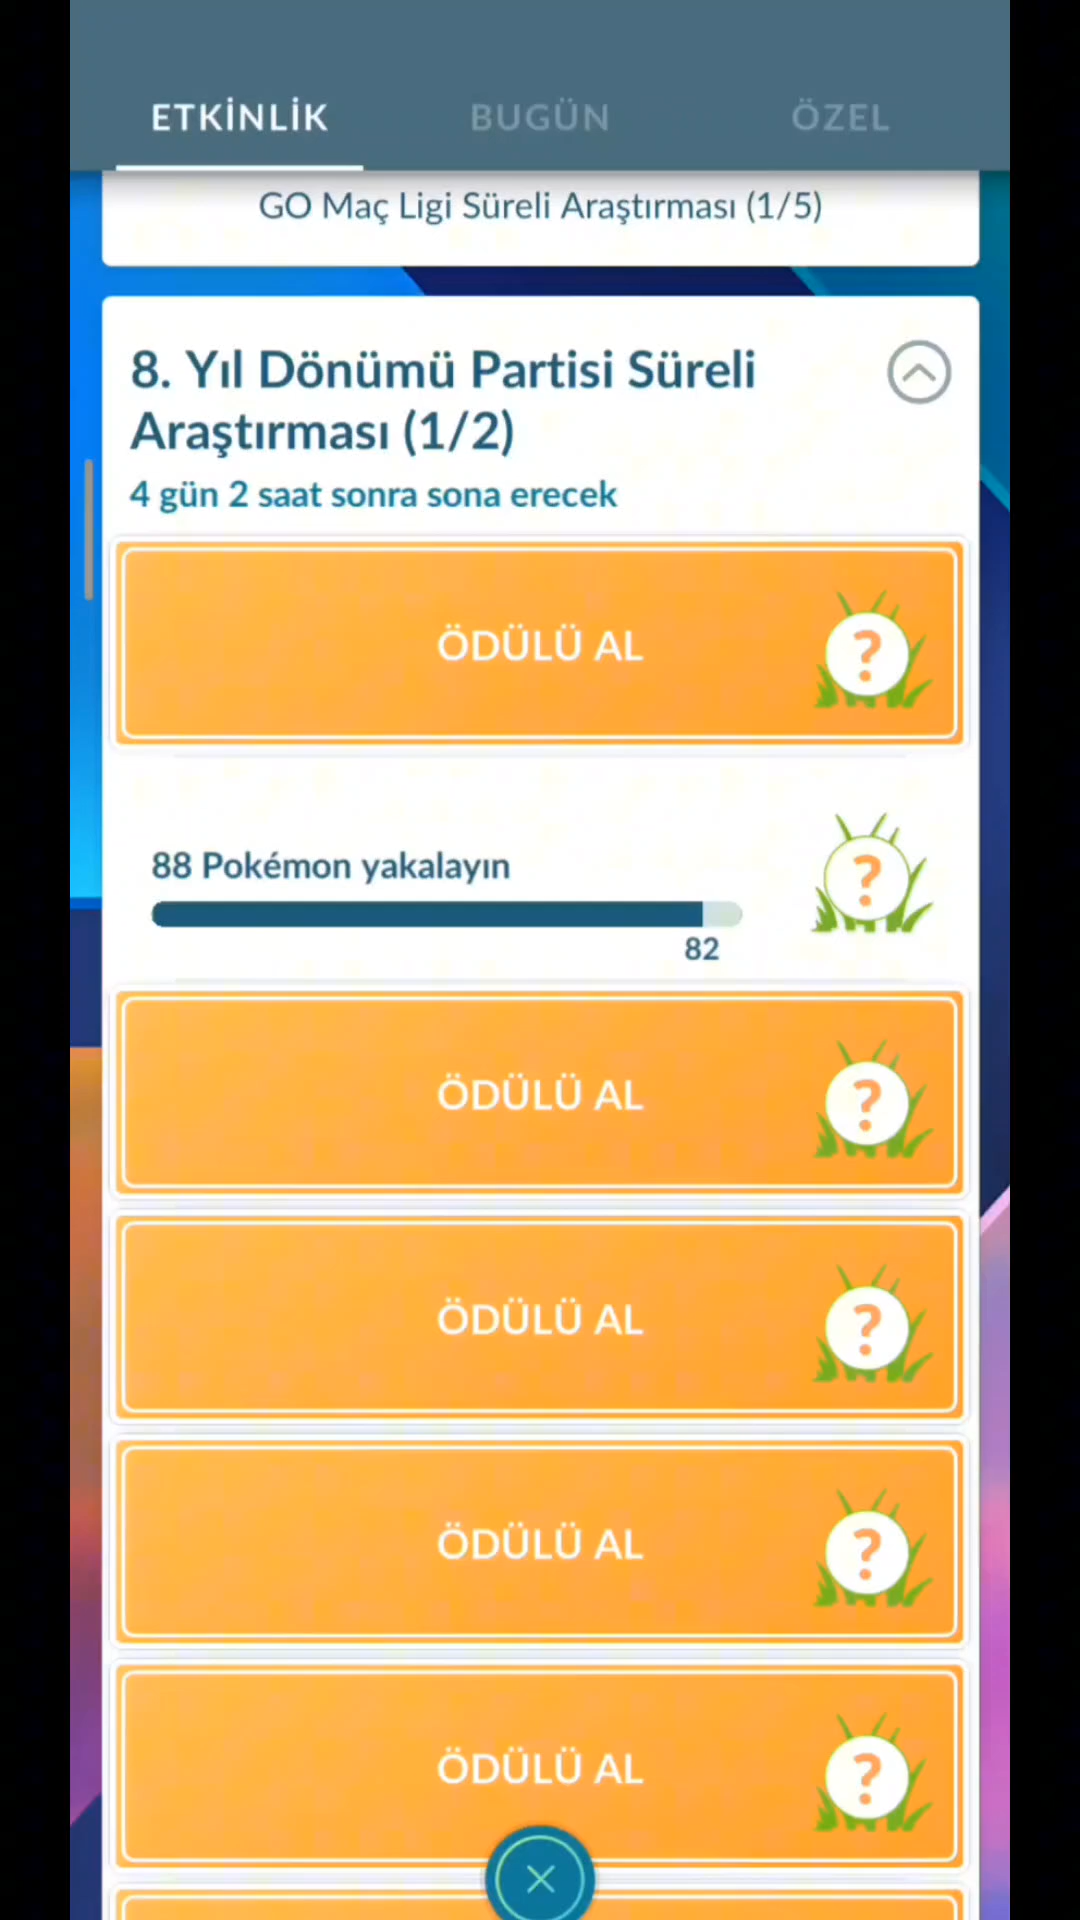 ETKİNLİK BUGÜN ÖZEL
GO Maç Ligi Süreli Araştırması (1/5)
8. Yıl Dönümü Partisi Süreli
Araştırması (1/2)
4 gün 2 saat sonra sona erecek
ÖDÜLÜ AL ?
88 Pokémon yakalayın ?
82
ÖDÜLÜ AL ?
ÖDÜLÜ AL ?
ÖDÜLÜ AL ?
ÖDÜLÜ AL ?